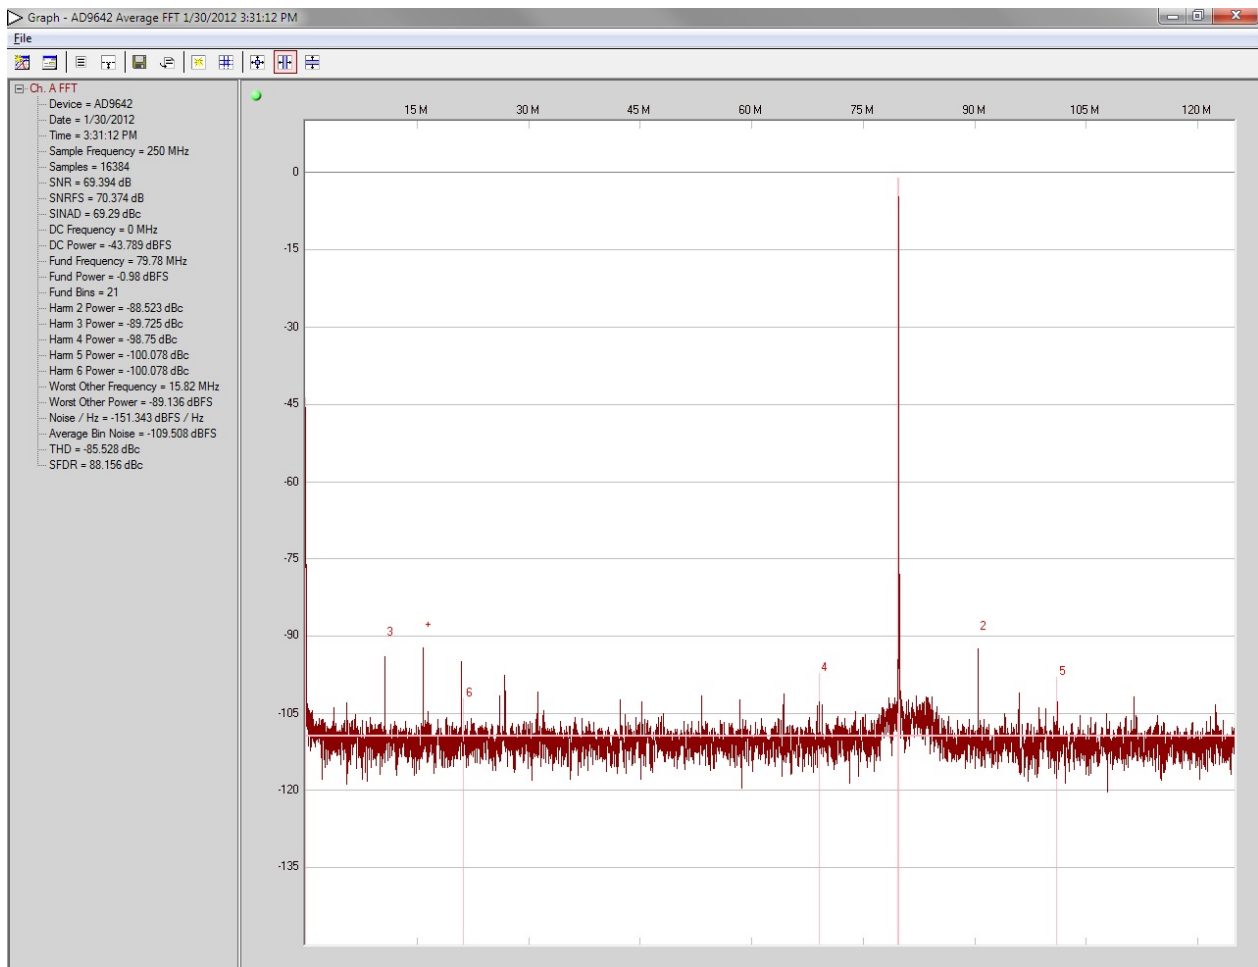 Graph - AD9642 Average FFT 1/30/2012 3:31:12 PM
File
Ch. A FFT
Device = AD9642
Date = 1/30/2012
Time = 3:31:12 PM
Sample Frequency = 250 MHz
Samples = 16384
SNR = 69.394 dB
SNRFS = 70.374 dB
SINAD = 69.29 dBc
DC Frequency = 0 MHz
DC Power = -43.789 dBFS
Fund Frequency = 79.78 MHz
Fund Power = -0.98 dBFS
Fund Bins = 21
Harm 2 Power = -88.523 dBc
Harm 3 Power = -89.725 dBc
Harm 4 Power = -98.75 dBc
Harm 5 Power = -100.078 dBc
Harm 6 Power = -100.078 dBc
Worst Other Frequency = 15.82 MHz
Worst Other Power = -89.136 dBFS
Noise / Hz = -151.343 dBFS / Hz
Average Bin Noise = -109.508 dBFS
THD = -85.528 dBc
SFDR = 88.156 dBc
15 M 30 M 45 M 60 M 75 M 90 M 105 M 120 M
0
-15
-30
-45
-60
-75
-90
-105
-120
-135
3 + 2
6 4 5